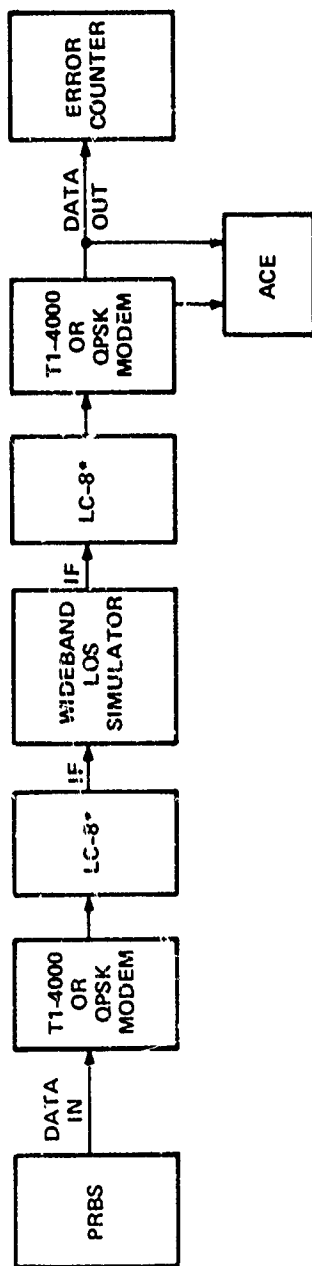 PRBS
DATA
IN
T1-4000
OR
QPSK
MODEM
LC-8*
IF
WIDEBAND
LOS
SIMULATOR
IF
LC-8*
T1-4000
OR
QPSK
MODEM
DATA
OUT
ERROR
COUNTER
ACE